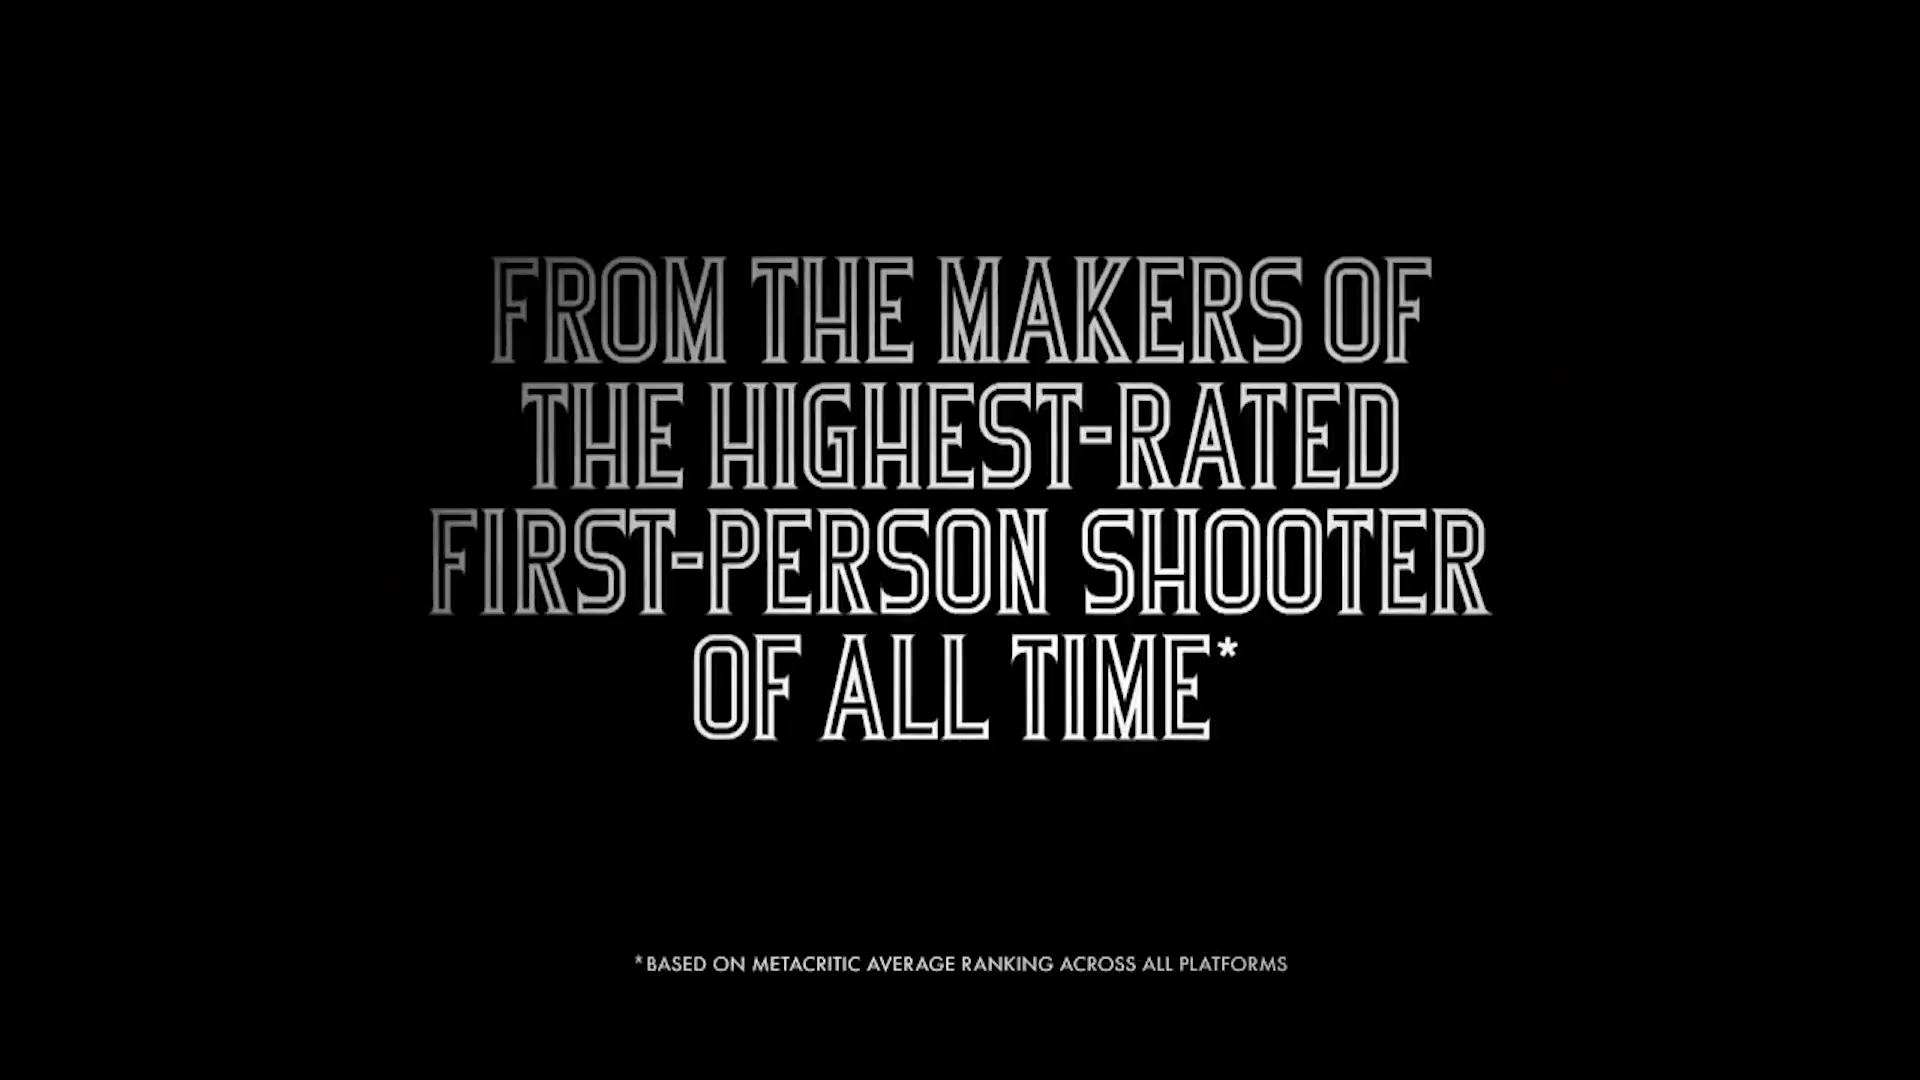 FROM THE MAKERS OF
THE HIGHEST-RATED
FIRST-PERSON SHOOTER
OF ALL TIME*
*BASED ON METACRITIC AVERAGE RANKING ACROSS ALL PLATFORMS